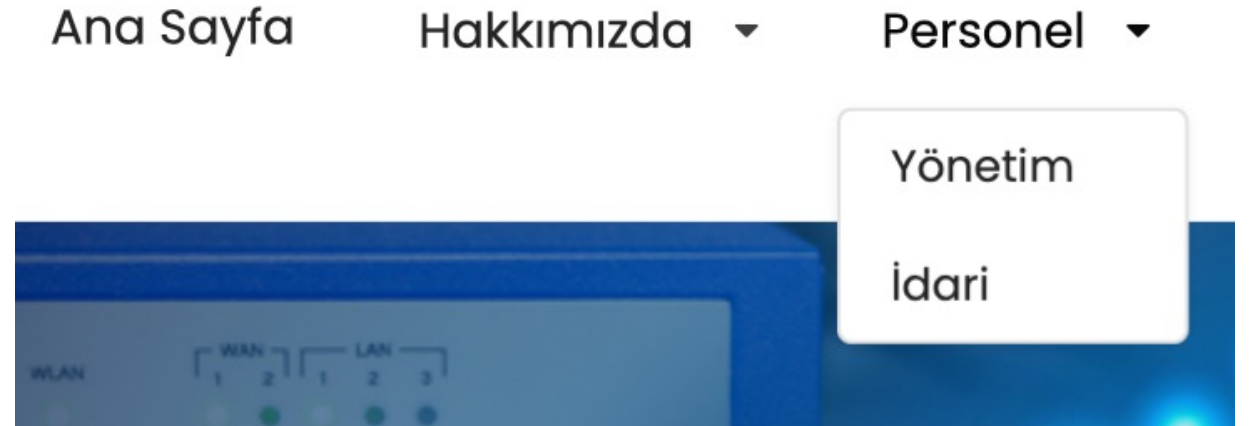 Ana Sayfa Hakkımızda Personel
Yönetim
İdari
WAN LAN
WLAN 1 2 1 2 3